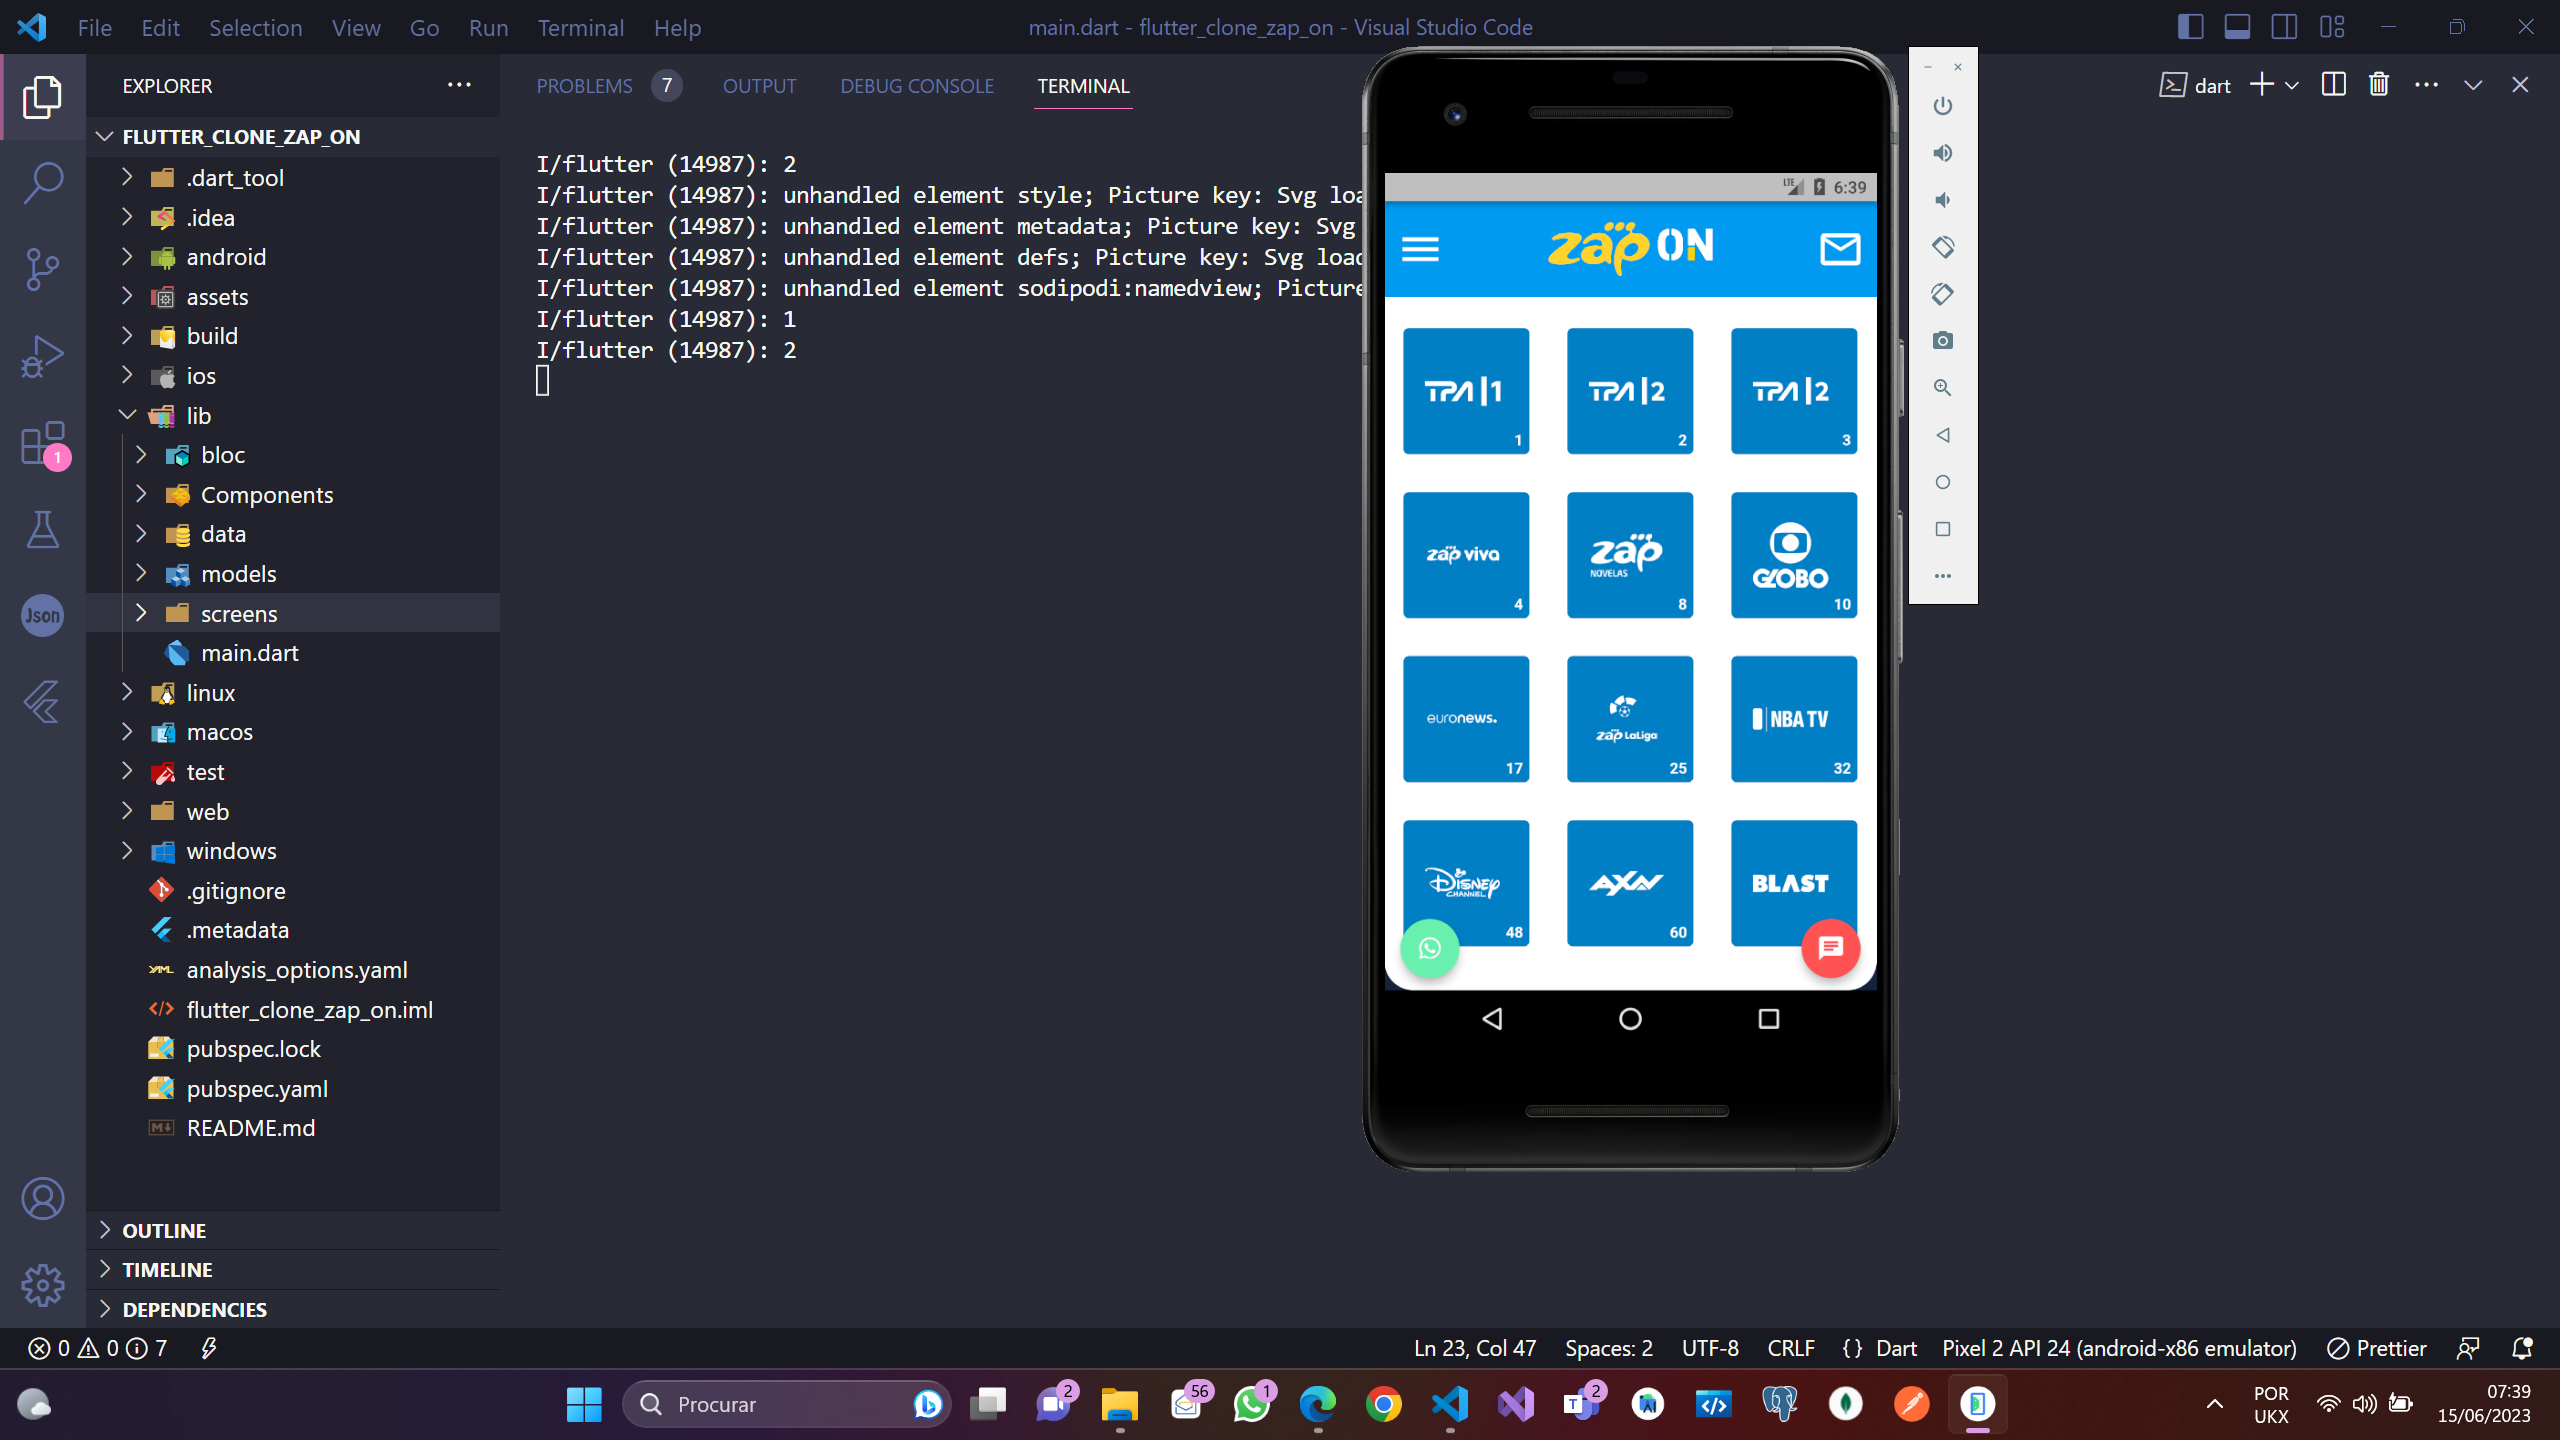 File Edit Selection View Go Run Terminal Help
main.dart - flutter_clone_zap_on - Visual Studio Code
EXPLORER
FLUTTER_CLONE_ZAP_ON
.dart_tool
.idea
android
assets
build
ios
lib
bloc
Components
data
models
screens
main.dart
linux
macos
test
web
windows
.gitignore
.metadata
analysis_options.yaml
flutter_clone_zap_on.iml
pubspec.lock
pubspec.yaml
README.md
OUTLINE
TIMELINE
DEPENDENCIES
1
Json
PROBLEMS 7 OUTPUT DEBUG CONSOLE TERMINAL
dart
I/flutter (14987): 2
I/flutter (14987): unhandled element style; Picture key: Svg loa
I/flutter (14987): unhandled element metadata; Picture key: Svg
I/flutter (14987): unhandled element defs; Picture key: Svg load
I/flutter (14987): unhandled element sodipodi:namedview; Picture
I/flutter (14987): 1
I/flutter (14987): 2
LTE 6:39
zap ON
TPA|1 1
TPA|2 2
TPA|2 3
zap viva 4
zap NOVELAS 8
GLOBO 10
euronews. 17
zap LaLiga 25
NBA TV 32
Disney CHANNEL 48
AXN 60
BLAST
0 0 7
Ln 23, Col 47 Spaces: 2 UTF-8 CRLF {} Dart Pixel 2 API 24 (android-x86 emulator) Prettier
Procurar
2
56
1
T 2
POR
UKX
07:39
15/06/2023